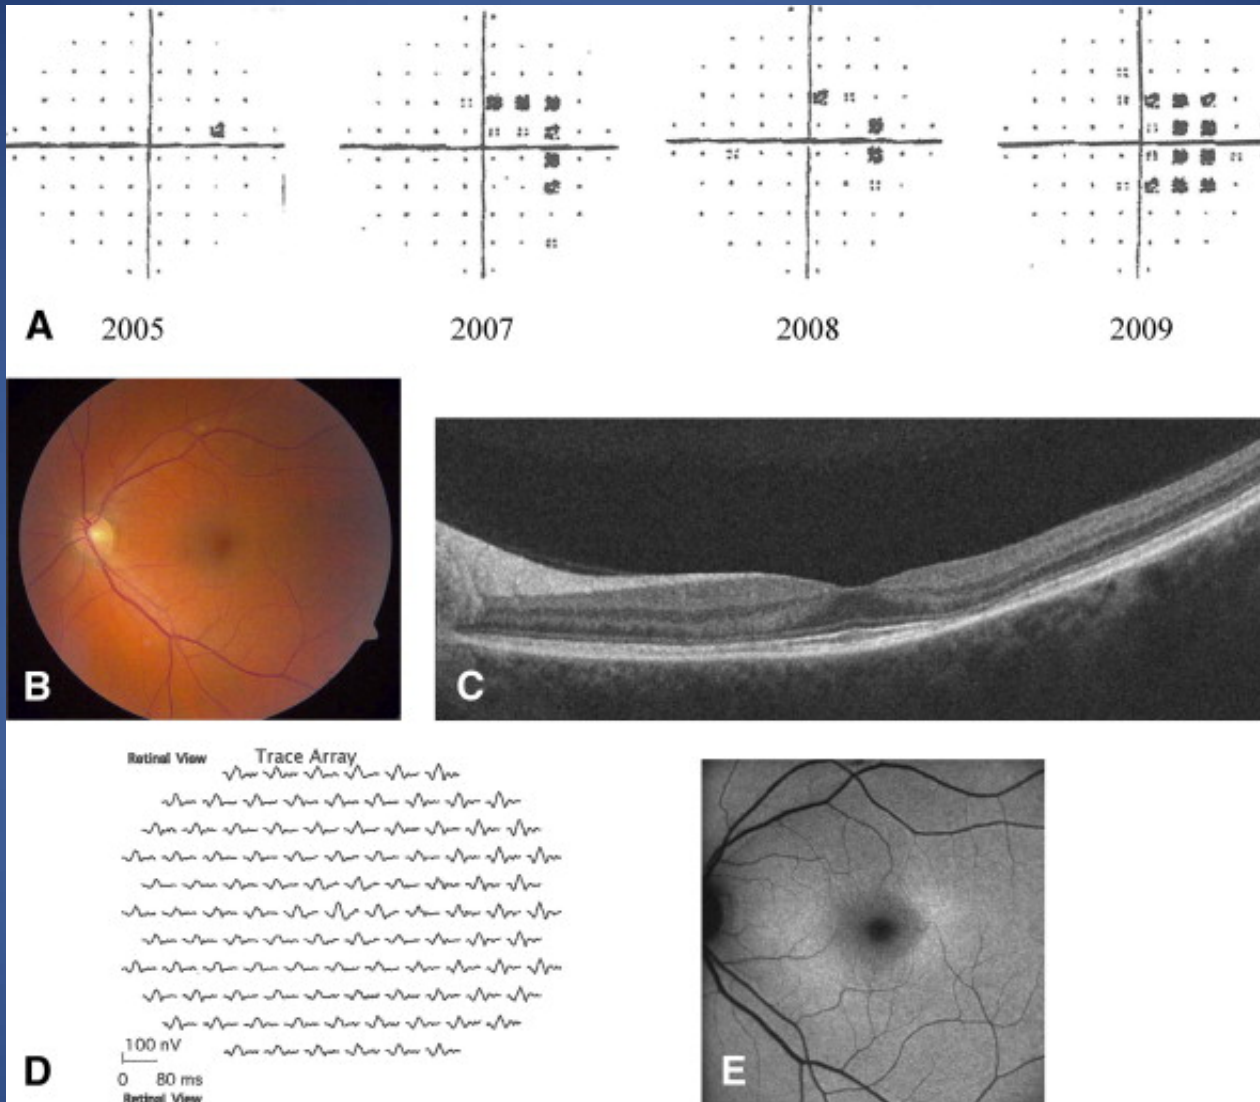 A
2005
2007
2008
2009
B
C
Retinal View
Trace Array
100 nV
0
80 ms
Retinal View
D
E